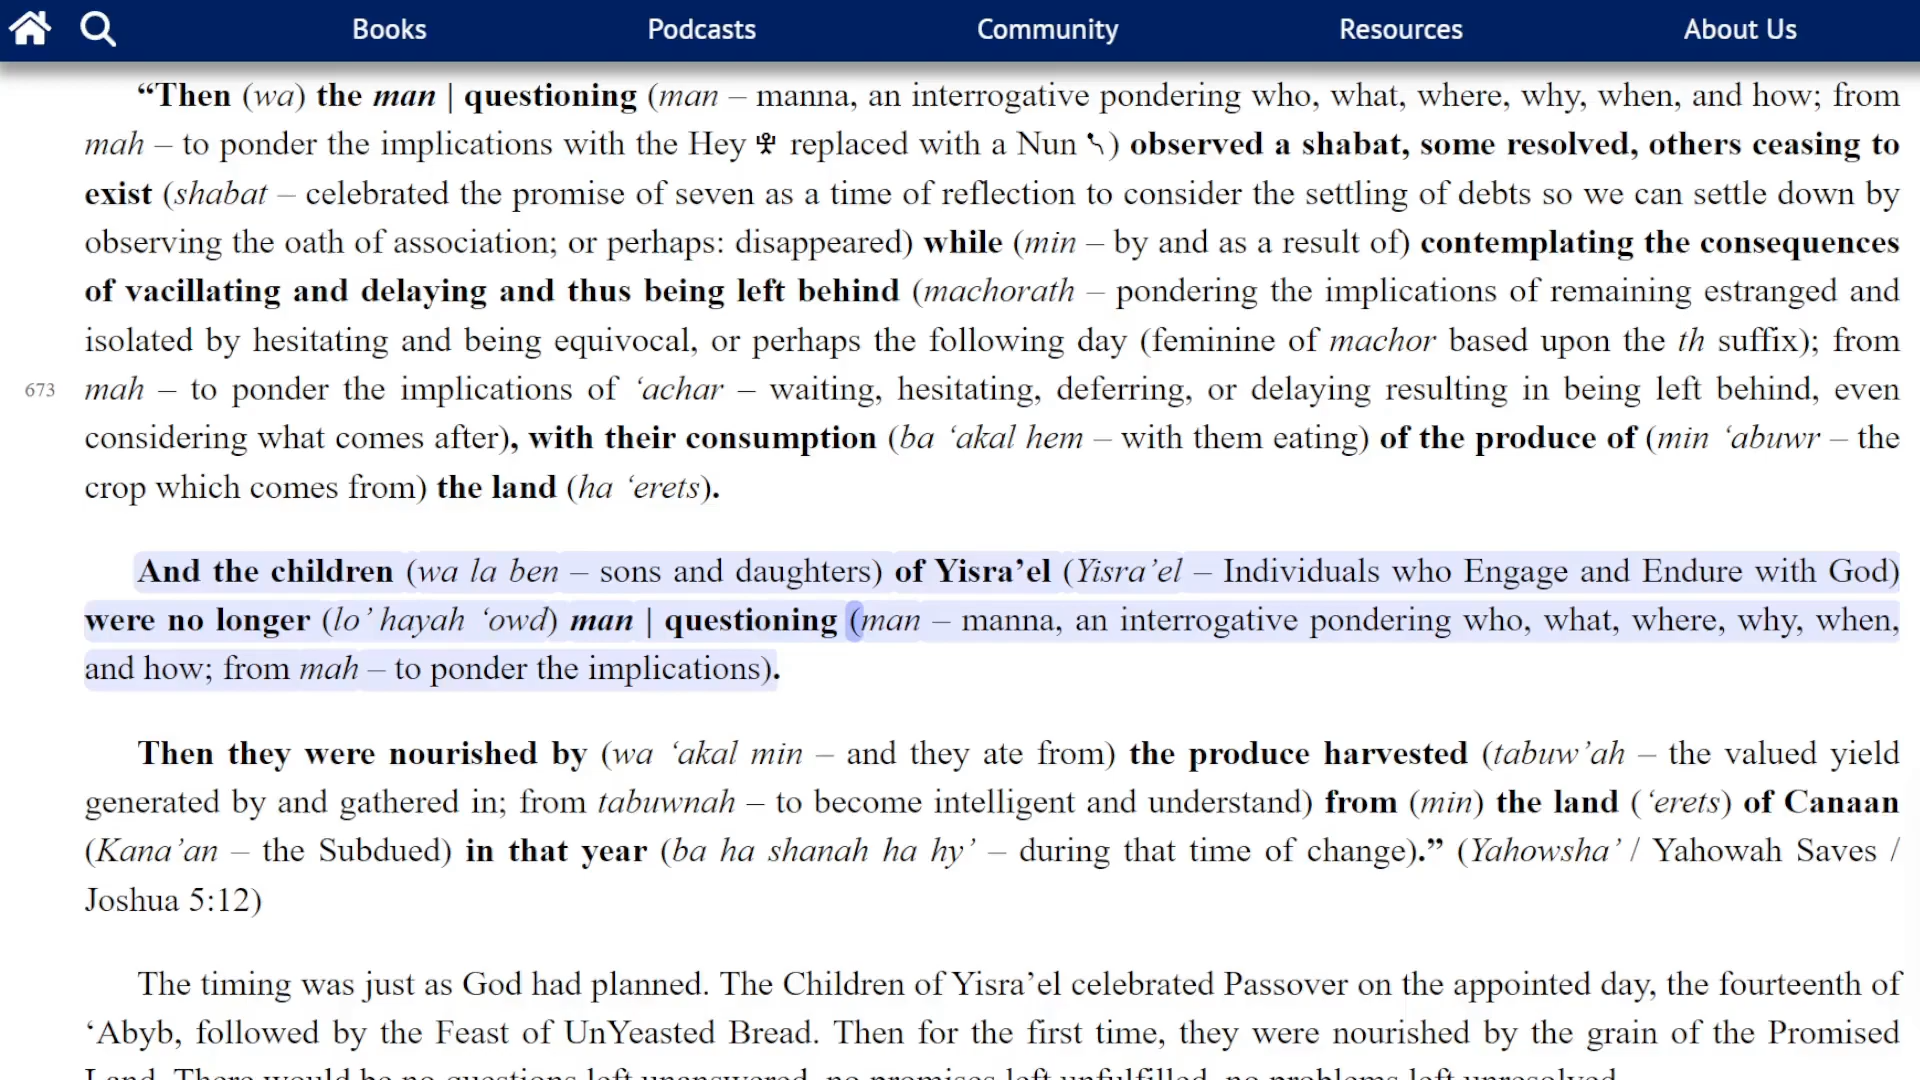 Books Podcasts Community Resources About Us
“Then (wa) the man | questioning (man – manna, an interrogative pondering who, what, where, why, when, and how; from
mah – to ponder the implications with the Hey replaced with a Nun ) observed a shabat, some resolved, others ceasing to
exist (shabat – celebrated the promise of seven as a time of reflection to consider the settling of debts so we can settle down by
observing the oath of association; or perhaps: disappeared) while (min – by and as a result of) contemplating the consequences
of vacillating and delaying and thus being left behind (machorath – pondering the implications of remaining estranged and
isolated by hesitating and being equivocal, or perhaps the following day (feminine of machor based upon the th suffix); from
673 mah – to ponder the implications of ‘achar – waiting, hesitating, deferring, or delaying resulting in being left behind, even
considering what comes after), with their consumption (ba ‘akal hem – with them eating) of the produce of (min ‘abuwr – the
crop which comes from) the land (ha ‘erets).
And the children (wa la ben – sons and daughters) of Yisra’el (Yisra’el – Individuals who Engage and Endure with God)
were no longer (lo’ hayah ‘owd) man | questioning (man – manna, an interrogative pondering who, what, where, why, when,
and how; from mah – to ponder the implications).
Then they were nourished by (wa ‘akal min – and they ate from) the produce harvested (tabuw’ah – the valued yield
generated by and gathered in; from tabuwnah – to become intelligent and understand) from (min) the land (‘erets) of Canaan
(Kana’an – the Subdued) in that year (ba ha shanah ha hy’ – during that time of change).” (Yahowsha’ / Yahowah Saves /
Joshua 5:12)
The timing was just as God had planned. The Children of Yisra’el celebrated Passover on the appointed day, the fourteenth of
‘Abyb, followed by the Feast of UnYeasted Bread. Then for the first time, they were nourished by the grain of the Promised
Land. There would be no questions left unanswered, no promises left unfulfilled, no problems left unresolved.